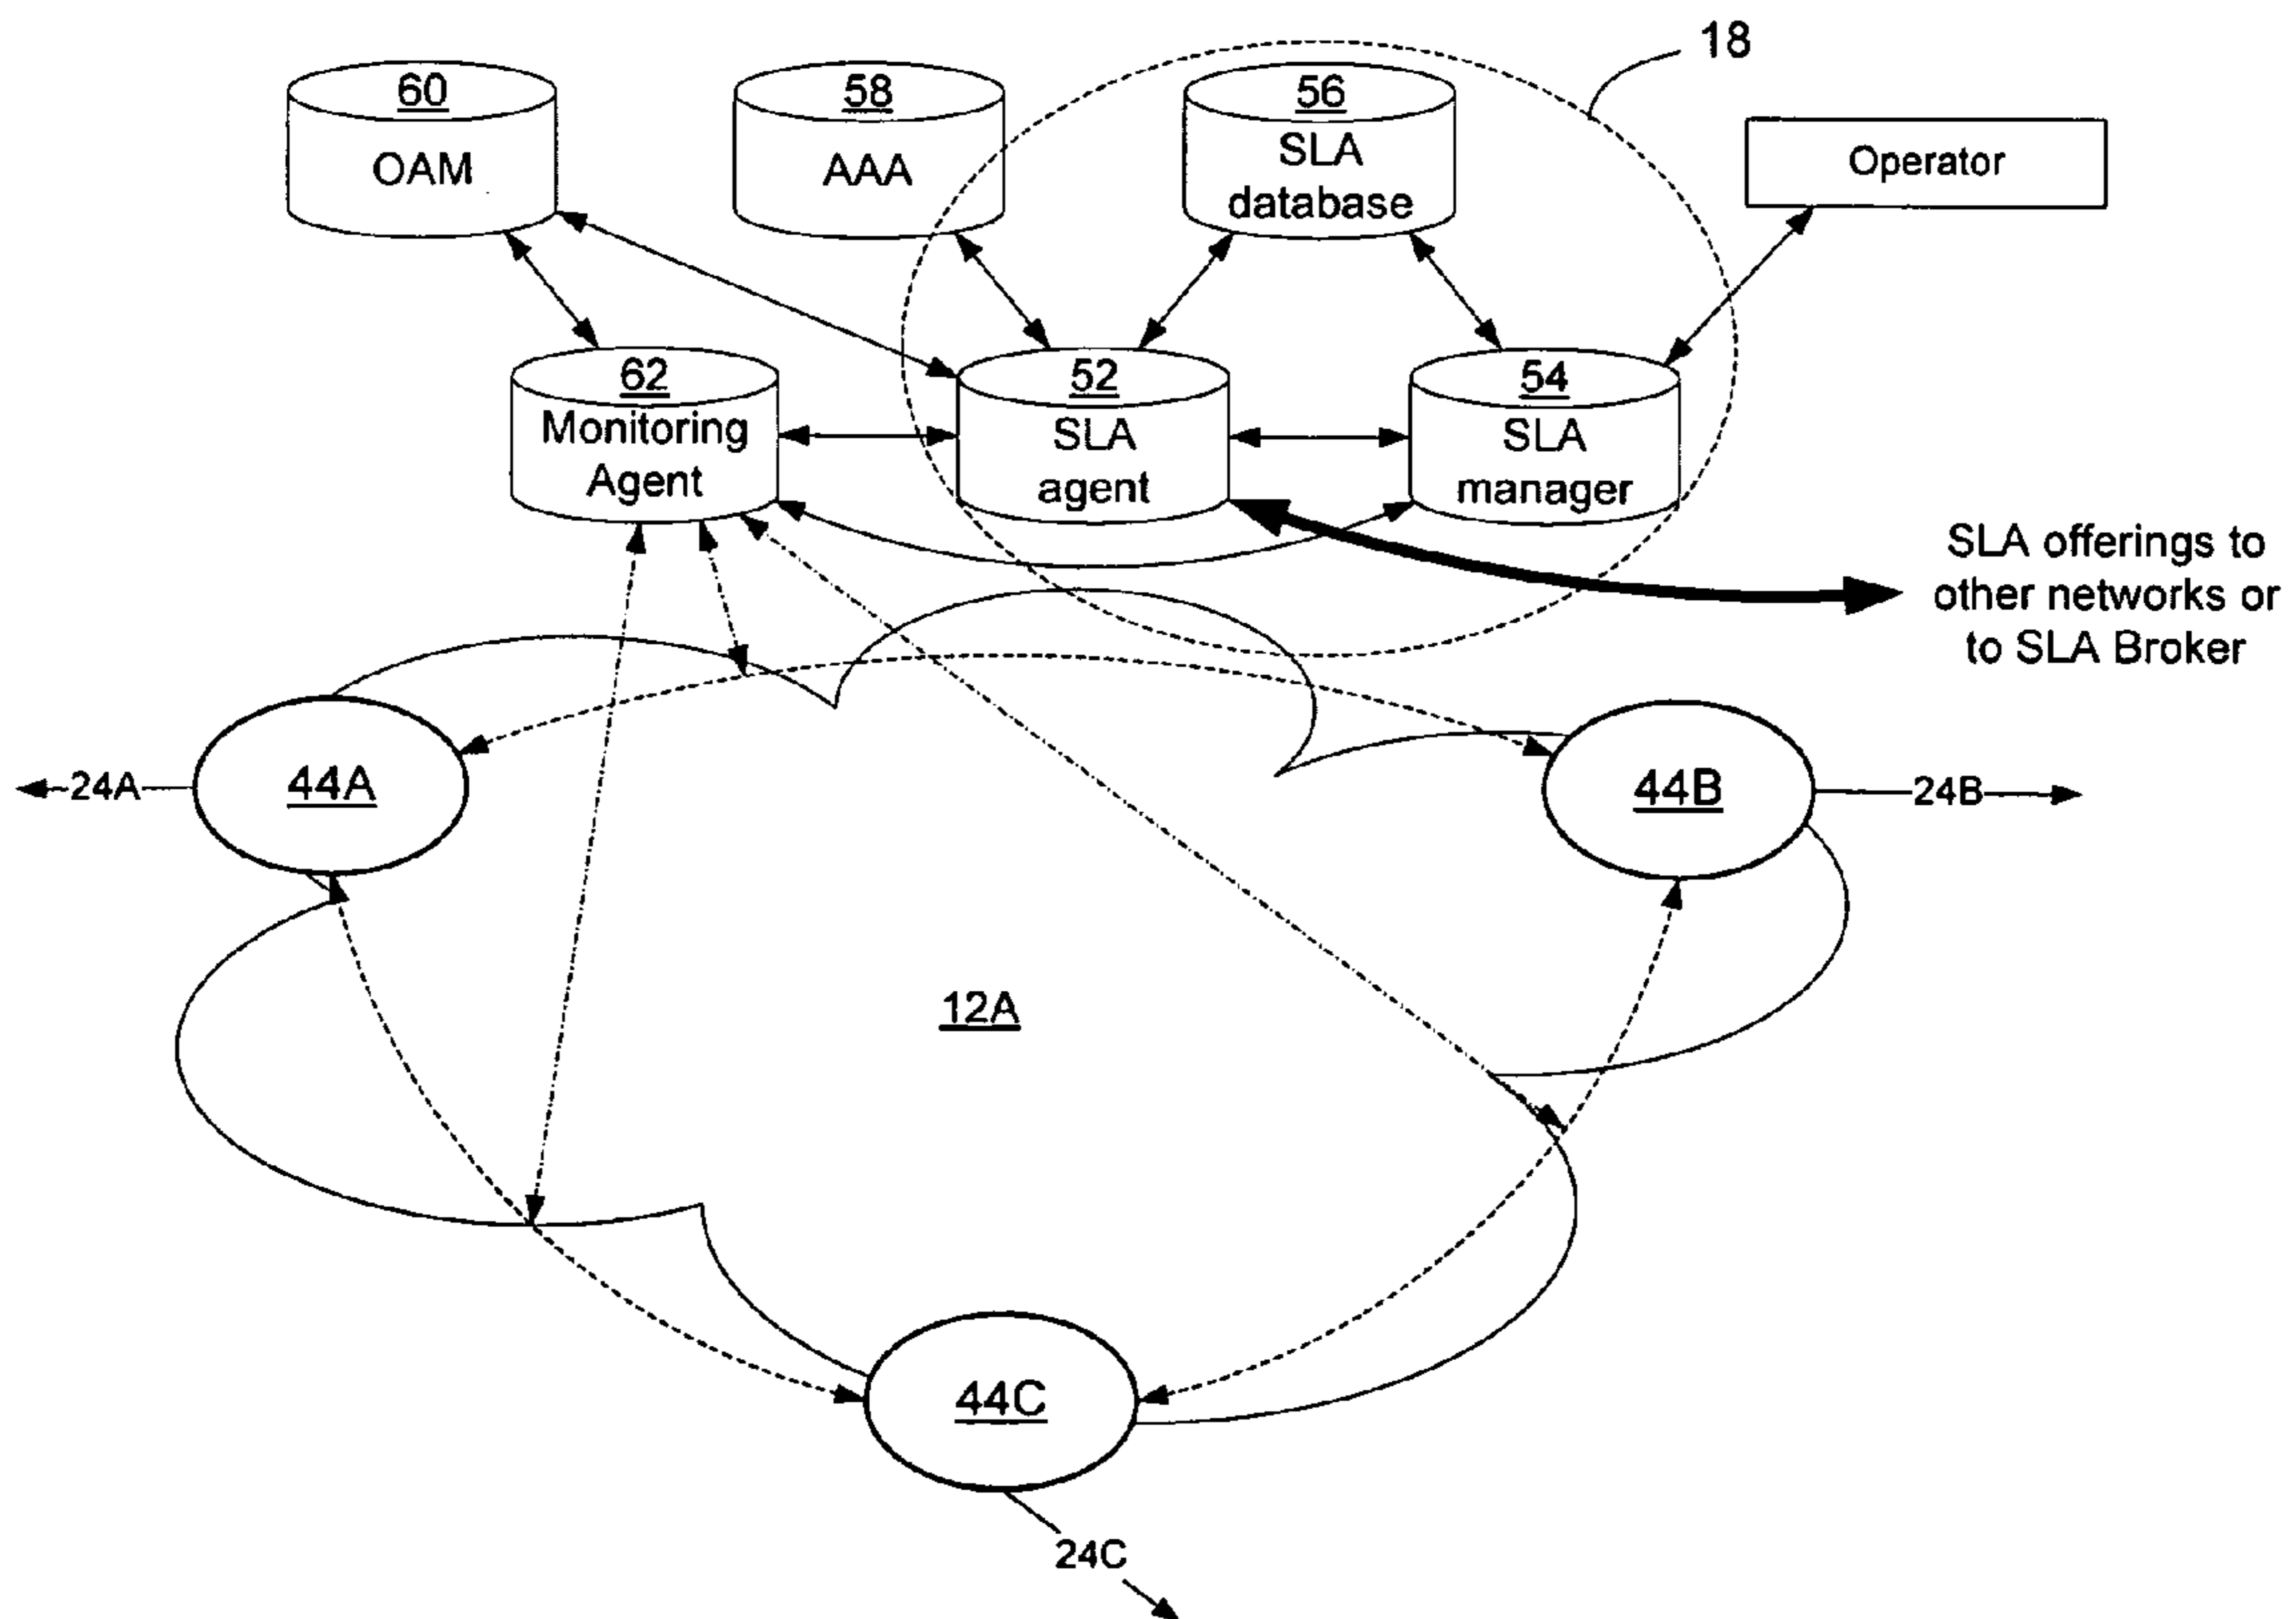 18
60
OAM
58
AAA
56
SLA
database
Operator
62
Monitoring
Agent
52
SLA
agent
54
SLA
manager
SLA offerings to
other networks or
to SLA Broker
44A
24A
44B
24B
12A
44C
24C